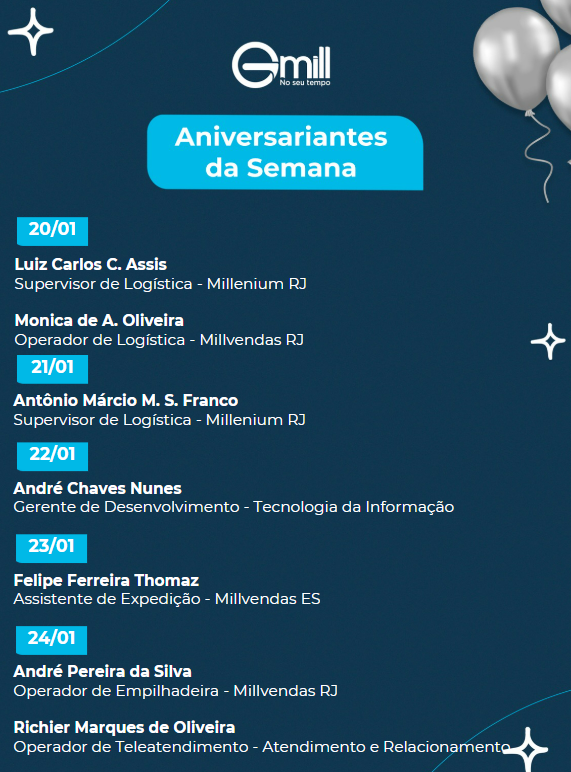 Gmill
No seu tempo
Aniversariantes
da Semana
20/01
Luiz Carlos C. Assis
Supervisor de Logística - Millenium RJ
Monica de A. Oliveira
Operador de Logística - Millvendas RJ
21/01
Antônio Márcio M. S. Franco
Supervisor de Logística - Millenium RJ
22/01
André Chaves Nunes
Gerente de Desenvolvimento - Tecnologia da Informação
23/01
Felipe Ferreira Thomaz
Assistente de Expedição - Millvendas ES
24/01
André Pereira da Silva
Operador de Empilhadeira - Millvendas RJ
Richier Marques de Oliveira
Operador de Teleatendimento - Atendimento e Relacionamento